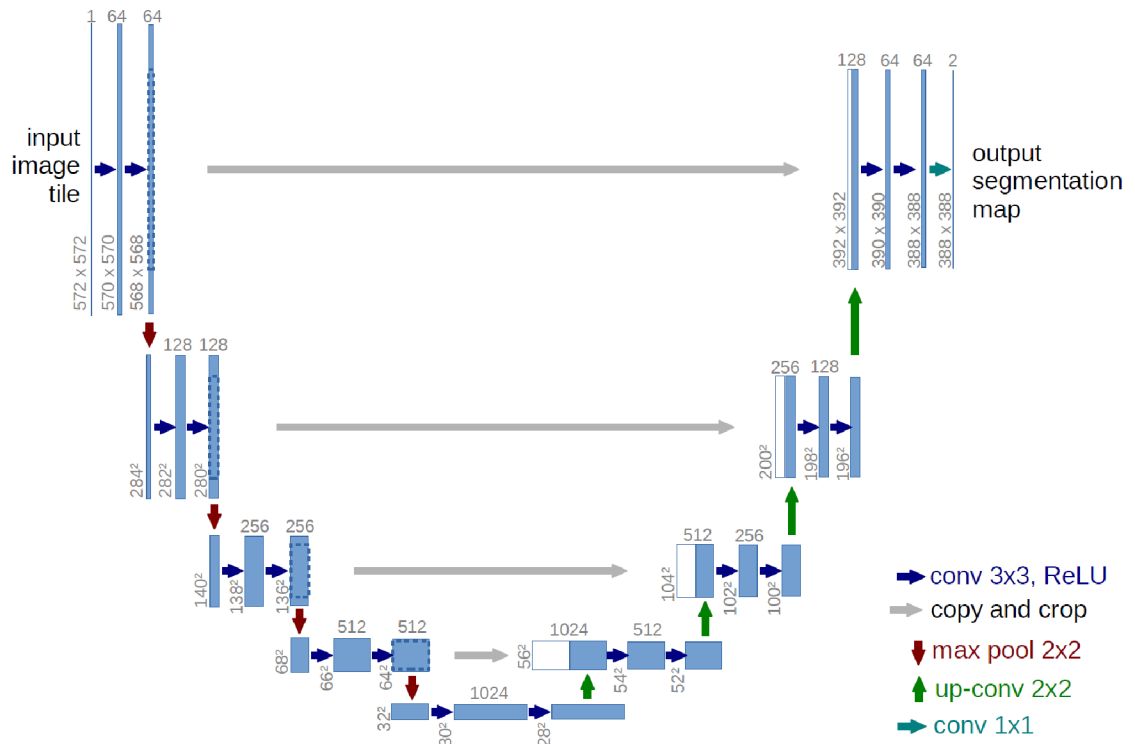 1 64 64
input
image
tile
572 x 572
570 x 570
568 x 568
128 64 64 2
output
segmentation
map
392 x 392
390 x 390
388 x 388
388 x 388
128 128
284²
282²
280²
256 128
200²
198²
196²
256 256
140²
138²
136²
512 256
104²
102²
100²
512 512
68²
66²
64²
1024 512
56²
54²
52²
1024
32²
30²
28²
conv 3x3, ReLU
copy and crop
max pool 2x2
up-conv 2x2
conv 1x1